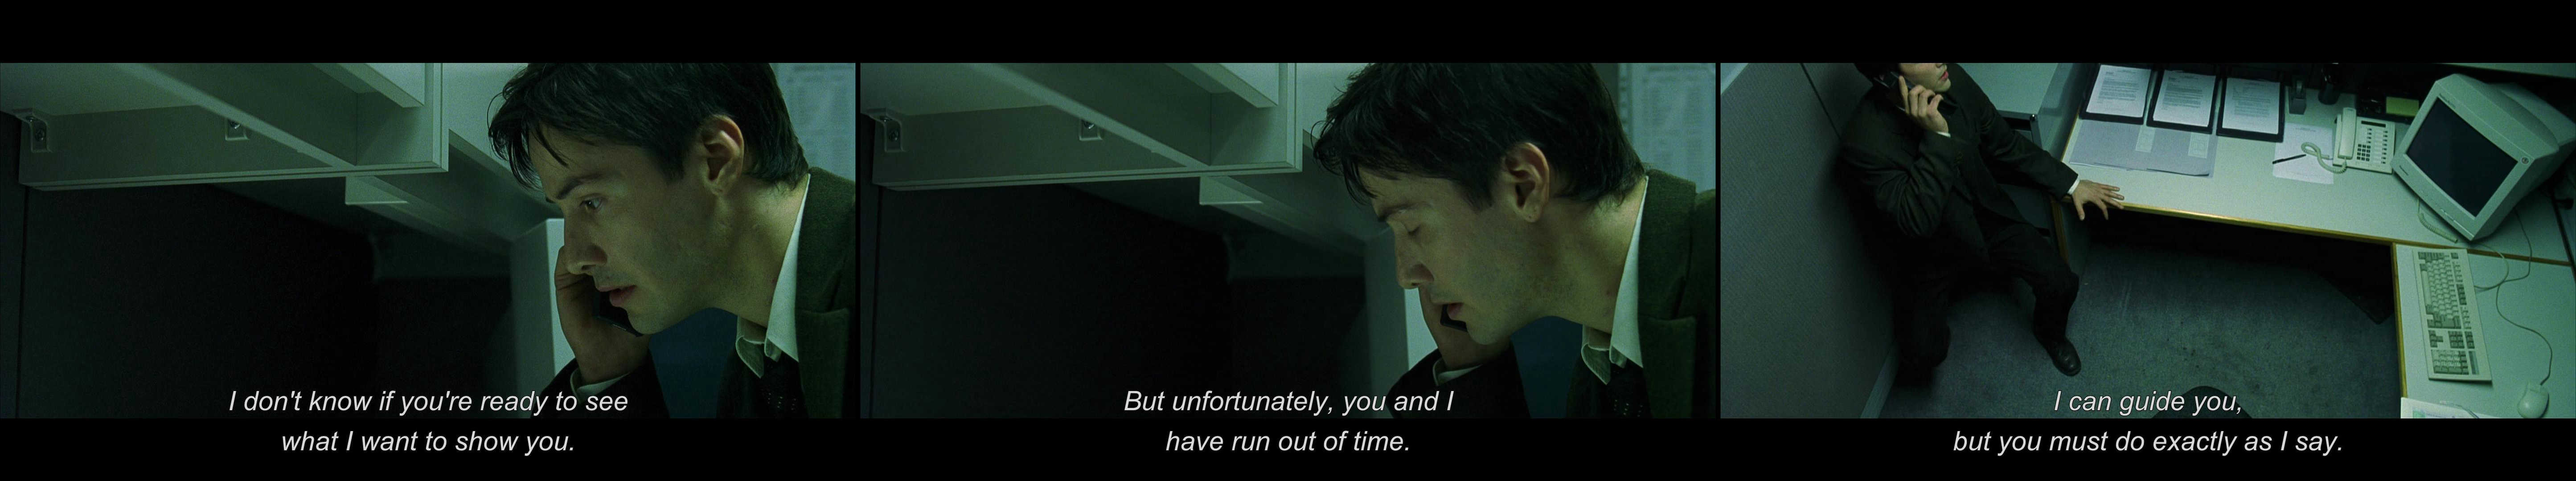 I don't know if you're ready to see
what I want to show you.
But unfortunately, you and I
have run out of time.
I can guide you,
but you must do exactly as I say.